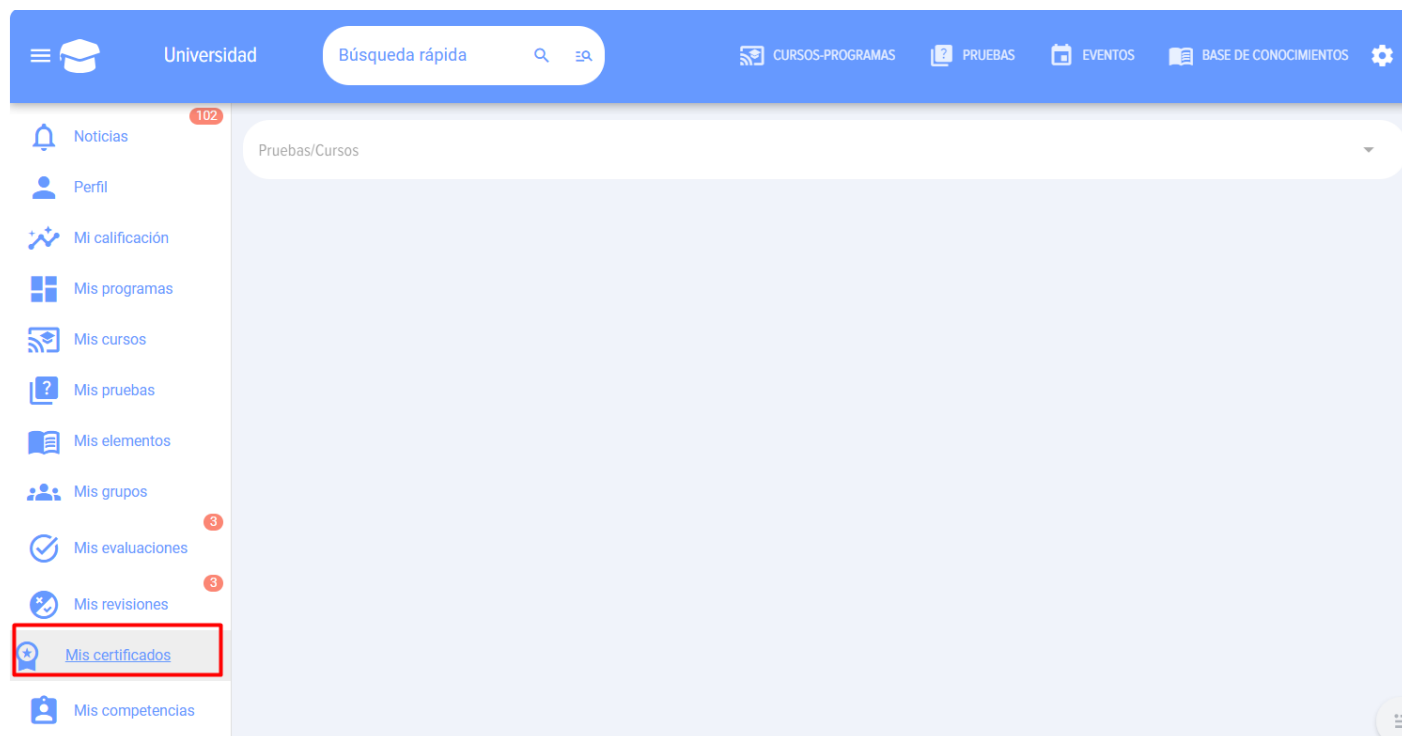 Universidad
Búsqueda rápida
CURSOS-PROGRAMAS
PRUEBAS
EVENTOS
BASE DE CONOCIMIENTOS
102
Noticias
Pruebas/Cursos
Perfil
Mi calificación
Mis programas
Mis cursos
Mis pruebas
Mis elementos
Mis grupos
3
Mis evaluaciones
3
Mis revisiones
Mis certificados
Mis competencias